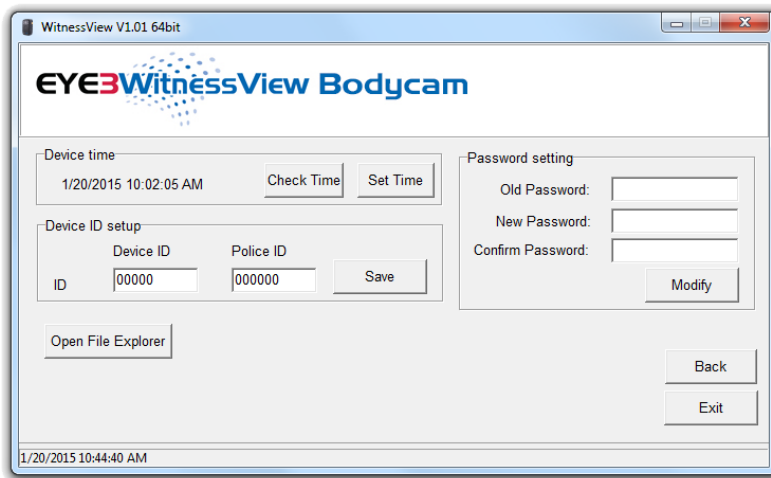 WitnessView V1.01 64bit
EYE3WitnessView Bodycam
Device time
1/20/2015 10:02:05 AM
Check Time
Set Time
Device ID setup
Device ID
Police ID
ID
00000
000000
Save
Open File Explorer
Password setting
Old Password:
New Password:
Confirm Password:
Modify
Back
Exit
1/20/2015 10:44:40 AM